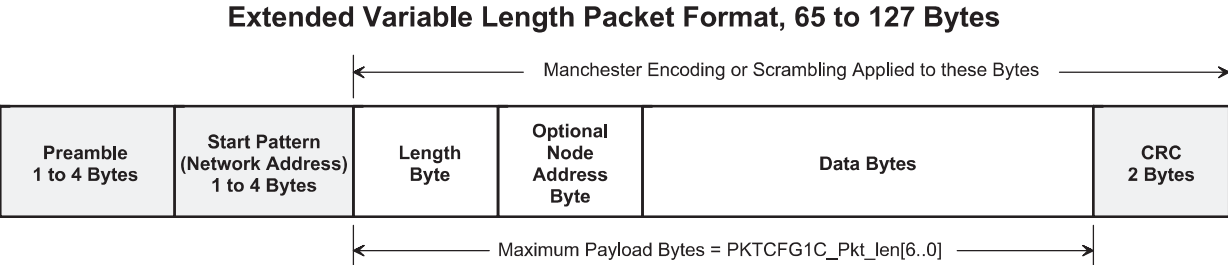 Extended Variable Length Packet Format, 65 to 127 Bytes
Manchester Encoding or Scrambling Applied to these Bytes
Preamble
1 to 4 Bytes
Start Pattern
(Network Address)
1 to 4 Bytes
Length
Byte
Optional
Node
Address
Byte
Data Bytes
CRC
2 Bytes
Maximum Payload Bytes = PKTCFG1C_Pkt_len[6..0]